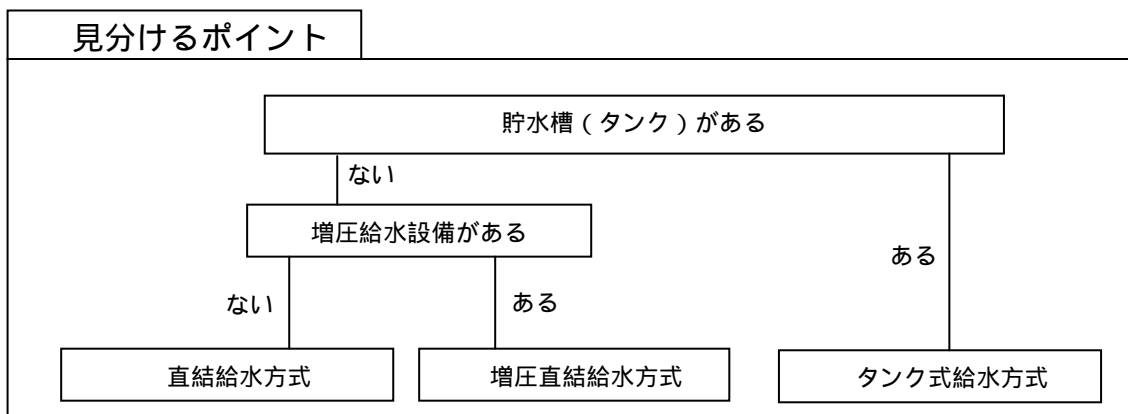 見分けるポイント
貯水槽(タンク)がある
ない
増圧給水設備がある
ある
ない
ある
直結給水方式
増圧直結給水方式
タンク式給水方式